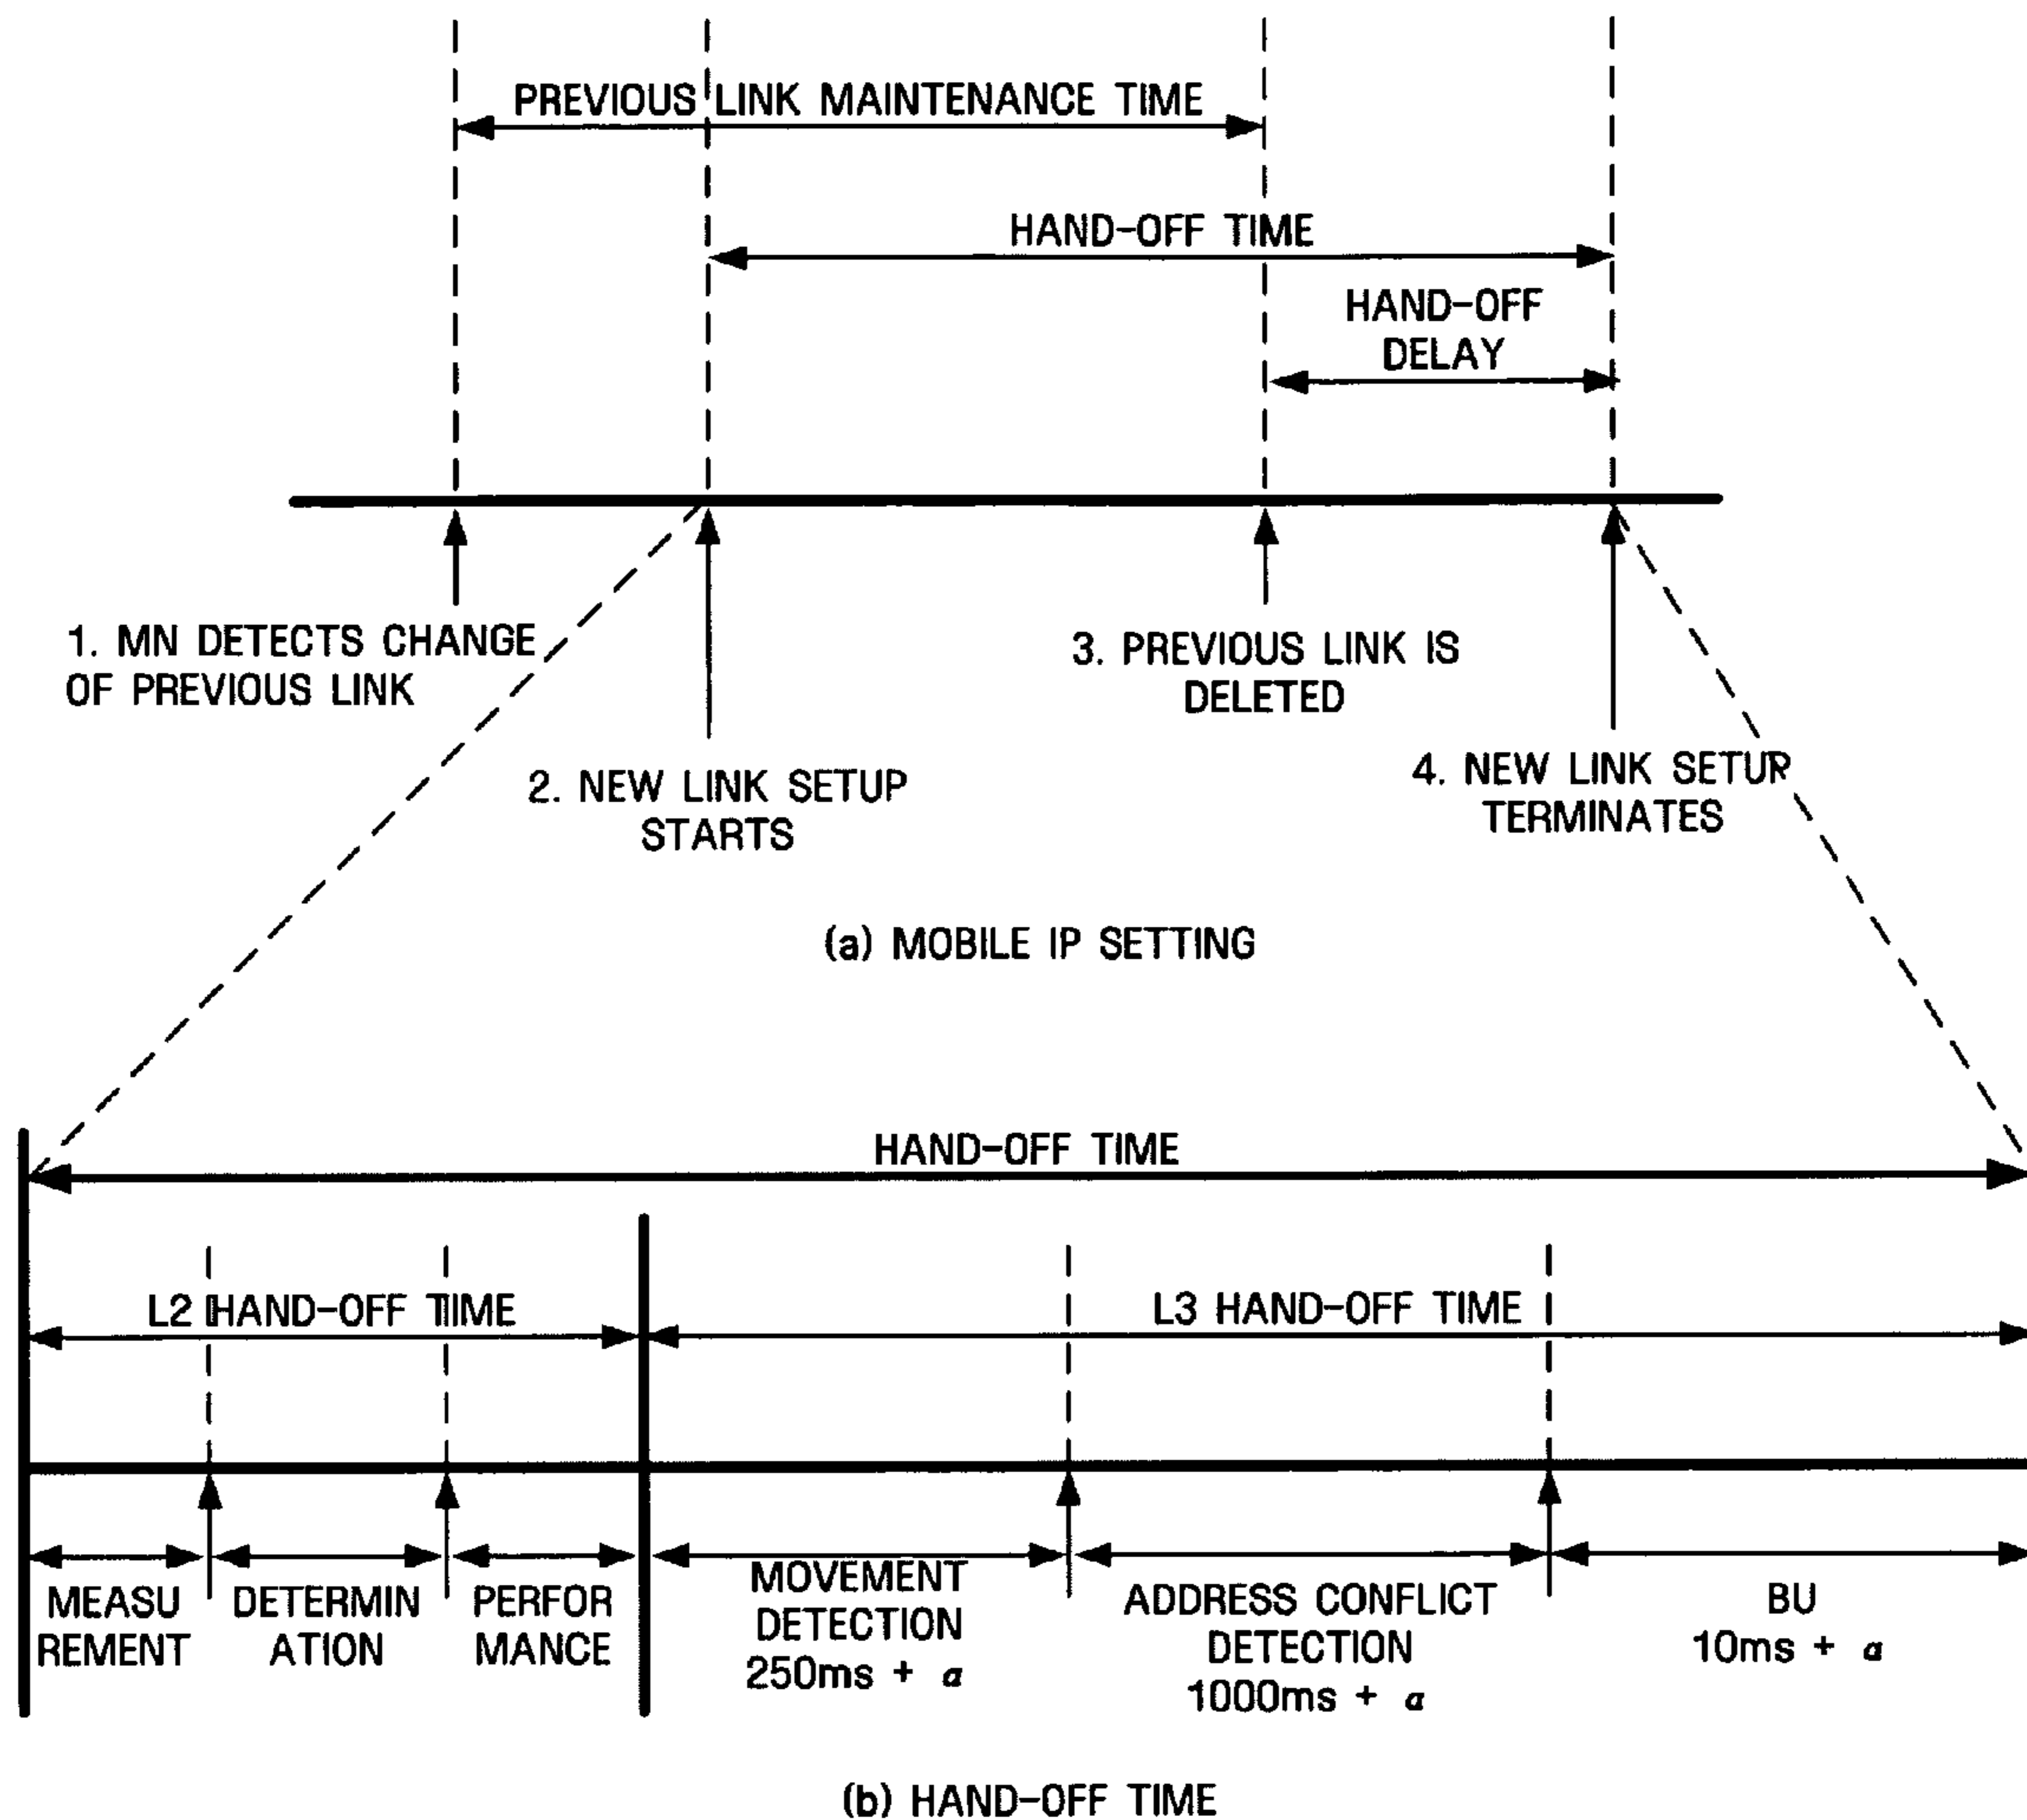 PREVIOUS LINK MAINTENANCE TIME
HAND-OFF TIME
HAND-OFF
DELAY
1. MN DETECTS CHANGE
OF PREVIOUS LINK
2. NEW LINK SETUP
STARTS
3. PREVIOUS LINK IS
DELETED
4. NEW LINK SETUP
TERMINATES
(a) MOBILE IP SETTING
HAND-OFF TIME
L2 HAND-OFF TIME
L3 HAND-OFF TIME
MEASU
REMENT
DETERMIN
ATION
PERFOR
MANCE
MOVEMENT
DETECTION
250ms + α
ADDRESS CONFLICT
DETECTION
1000ms + α
BU
10ms + α
(b) HAND-OFF TIME